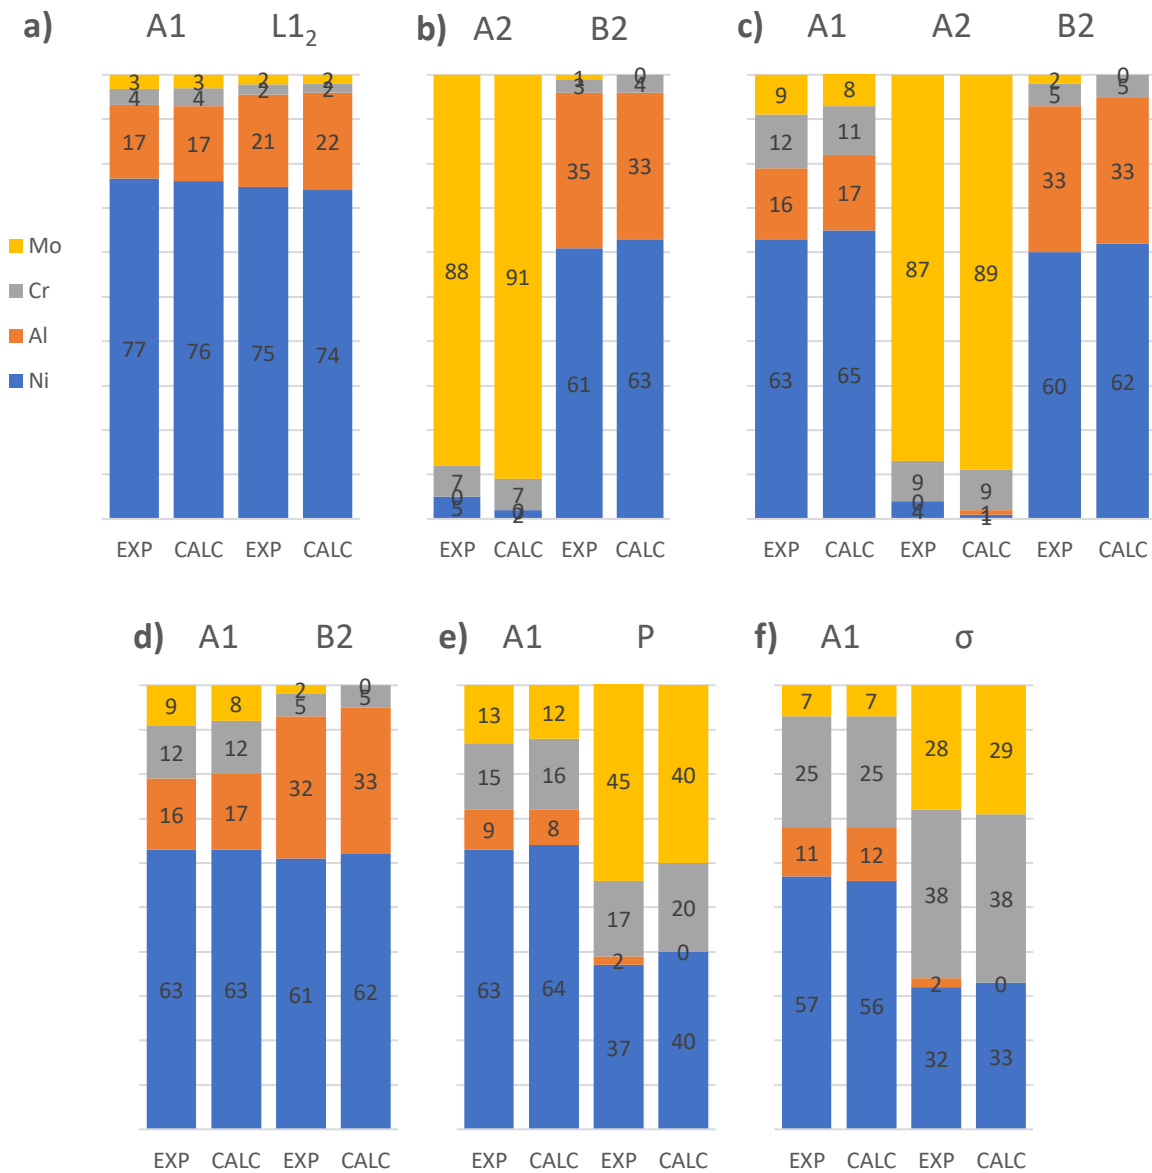 a) A1 L1₂
3 3 2 2
4 4 2 2
17 17 21 22
77 76 75 74
EXP CALC EXP CALC
b) A2 B2
88 91 1 0
7 7 3 4
0 0 35 33
5 2 61 63
EXP CALC EXP CALC
c) A1 A2 B2
9 8 87 89 2 0
12 11 9 9 5 5
16 17 0 1 33 33
63 65 4 1 60 62
EXP CALC EXP CALC EXP CALC
Mo
Cr
Al
Ni
d) A1 B2
9 8 2 0
12 12 5 5
16 17 32 33
63 63 61 62
EXP CALC EXP CALC
e) A1 P
13 12 45 40
15 16 17 20
9 8 2 0
63 64 37 40
EXP CALC EXP CALC
f) A1 σ
7 7 28 29
25 25 38 38
11 12 2 0
57 56 32 33
EXP CALC EXP CALC